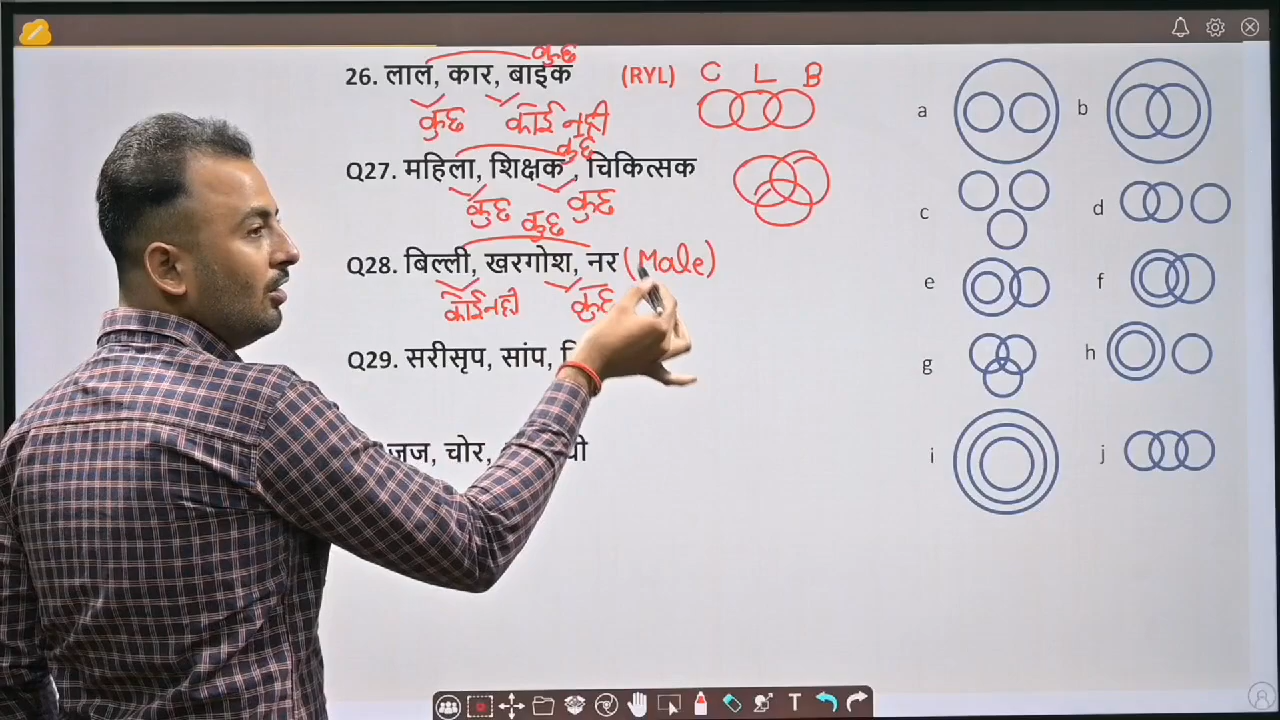 कुछ
26. लाल, कार, बाइक (RYL) C L B
कुछ कोई नही
कुछ
Q27. महिला, शिक्षक , चिकित्सक
कुछ कुछ
कुछ
Q28. बिल्ली, खरगोश, नर (Male)
कोई नही कुछ
Q29. सरीसृप, सांप,
जज, चोर,
a b
c d
e f
g h
i j
T